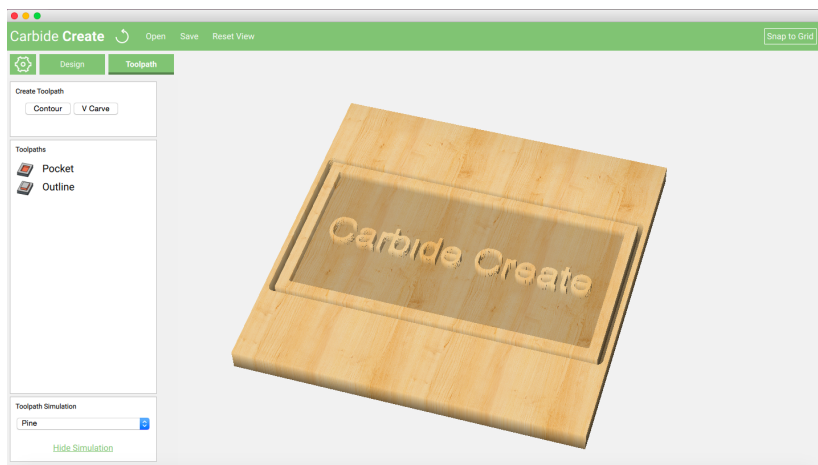 Carbide Create Open Save Reset View Snap to Grid
Design Toolpath
Create Toolpath
Contour V Carve
Toolpaths
Pocket
Outline
Carbide Create
Toolpath Simulation
Pine
Hide Simulation